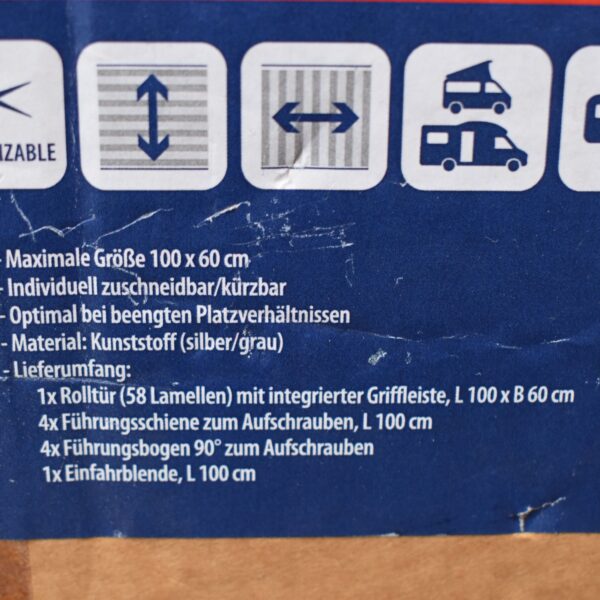 IZABLE
- Maximale Größe 100 x 60 cm
- Individuell zuschneidbar/kürzbar
- Optimal bei beengten Platzverhältnissen
- Material: Kunststoff (silber/grau)
- Lieferumfang:
1x Rolltür (58 Lamellen) mit integrierter Griffleiste, L 100 x B 60 cm
4x Führungsschiene zum Aufschrauben, L 100 cm
4x Führungsbogen 90° zum Aufschrauben
1x Einfahrblende, L 100 cm